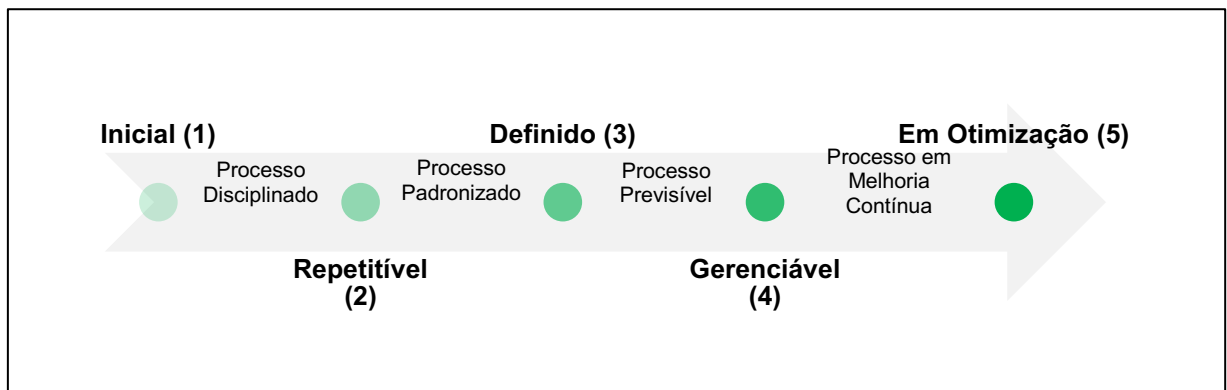 Inicial (1)
Definido (3)
Em Otimização (5)
Processo
Disciplinado
Processo
Padronizado
Processo
Previsível
Processo em
Melhoria
Contínua
Repetitível
(2)
Gerenciável
(4)